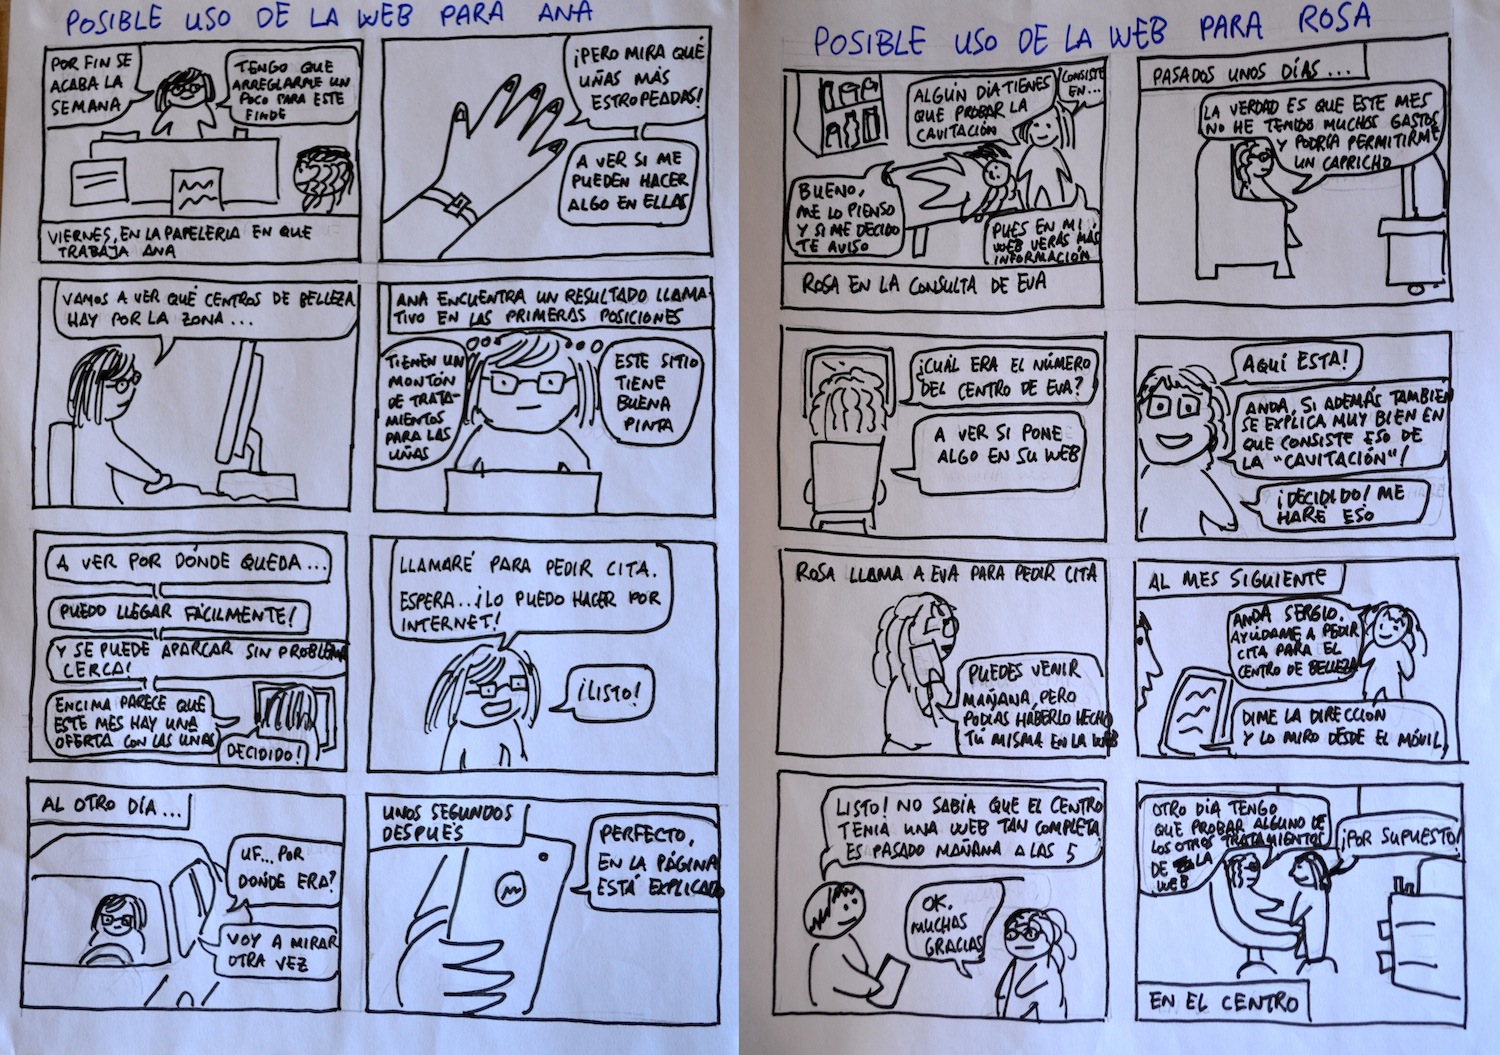 POSIBLE USO DE LA WEB PARA ANA
POR FIN SE
ACABA LA
SEMANA
TENGO QUE
ARREGLARME UN
POCO PARA ESTE
FINDE
VIERNES, EN LA PAPELERIA EN QUE
TRABAJA ANA
¡PERO MIRA QUÉ
UÑAS MÁS
ESTROPEADAS!
A VER SI ME
PUEDEN HACER
ALGO EN ELLAS
VAMOS A VER QUÉ CENTROS DE BELLEZA
HAY POR LA ZONA...
ANA ENCUENTRA UN RESULTADO LLAMA-
TIVO EN LAS PRIMERAS POSICIONES
TIENEN UN
MONTÓN
DE TRATA-
MIENTOS
PARA LAS
UÑAS
ESTE SITIO
TIENE
BUENA
PINTA
A VER POR DÓNDE QUEDA...
PUEDO LLEGAR FÁCILMENTE!
Y SE PUEDE APARCAR SIN PROBLEMA
CERCA!
ENCIMA PARECE QUE
ESTE MES HAY UNA
OFERTA CON LAS UÑAS
DECIDIDO!
LLAMARÉ PARA PEDIR CITA.
ESPERA...¡LO PUEDO HACER POR
INTERNET!
¡LISTO!
AL OTRO DÍA...
UF...POR
DONDE ERA?
VOY A MIRAR
OTRA VEZ
UNOS SEGUNDOS
DESPUÉS
PERFECTO,
EN LA PÁGINA
ESTÁ EXPLICADO
POSIBLE USO DE LA WEB PARA ROSA
ALGÚN DÍA TIENES
QUE PROBAR LA
CAVITACIÓN
CONSISTE
EN...
BUENO,
ME LO PIENSO
Y SI ME DECIDO
TE AVISO
PUES EN MI
WEB VERÁS MÁS
INFORMACIÓN
ROSA EN LA CONSULTA DE EVA
PASADOS UNOS DÍAS...
LA VERDAD ES QUE ESTE MES
NO HE TENIDO MUCHOS GASTOS
Y PODRÍA PERMITIRME
UN CAPRICHO
¿CUÁL ERA EL NÚMERO
DEL CENTRO DE EVA?
A VER SI PONE
ALGO EN SU WEB
AQUÍ ESTA!
ANDA, SI ADEMÁS TAMBIEN
SE EXPLICA MUY BIEN EN
QUE CONSISTE ESO DE
LA "CAVITACIÓN"!
¡DECIDIDO! ME
HARÉ ESO
ROSA LLAMA A EVA PARA PEDIR CITA
PUEDES VENIR
MAÑANA, PERO
PODÍAS HABERLO HECHO
TÚ MISMA EN LA WEB
AL MES SIGUIENTE
ANDA SERGIO,
AYÚDAME A PEDIR
CITA PARA EL
CENTRO DE BELLEZA
DIME LA DIRECCION
Y LO MIRO DESDE EL MÓVIL
LISTO! NO SABÍA QUE EL CENTRO
TENIA UNA WEB TAN COMPLETA
ES PASADO MAÑANA A LAS 5
OK.
MUCHAS
GRACIAS
OTRO DÍA TENGO
QUE PROBAR ALGUNO DE
LOS OTROS TRATAMIENTOS
DE LA
WEB
¡POR SUPUESTO!
EN EL CENTRO